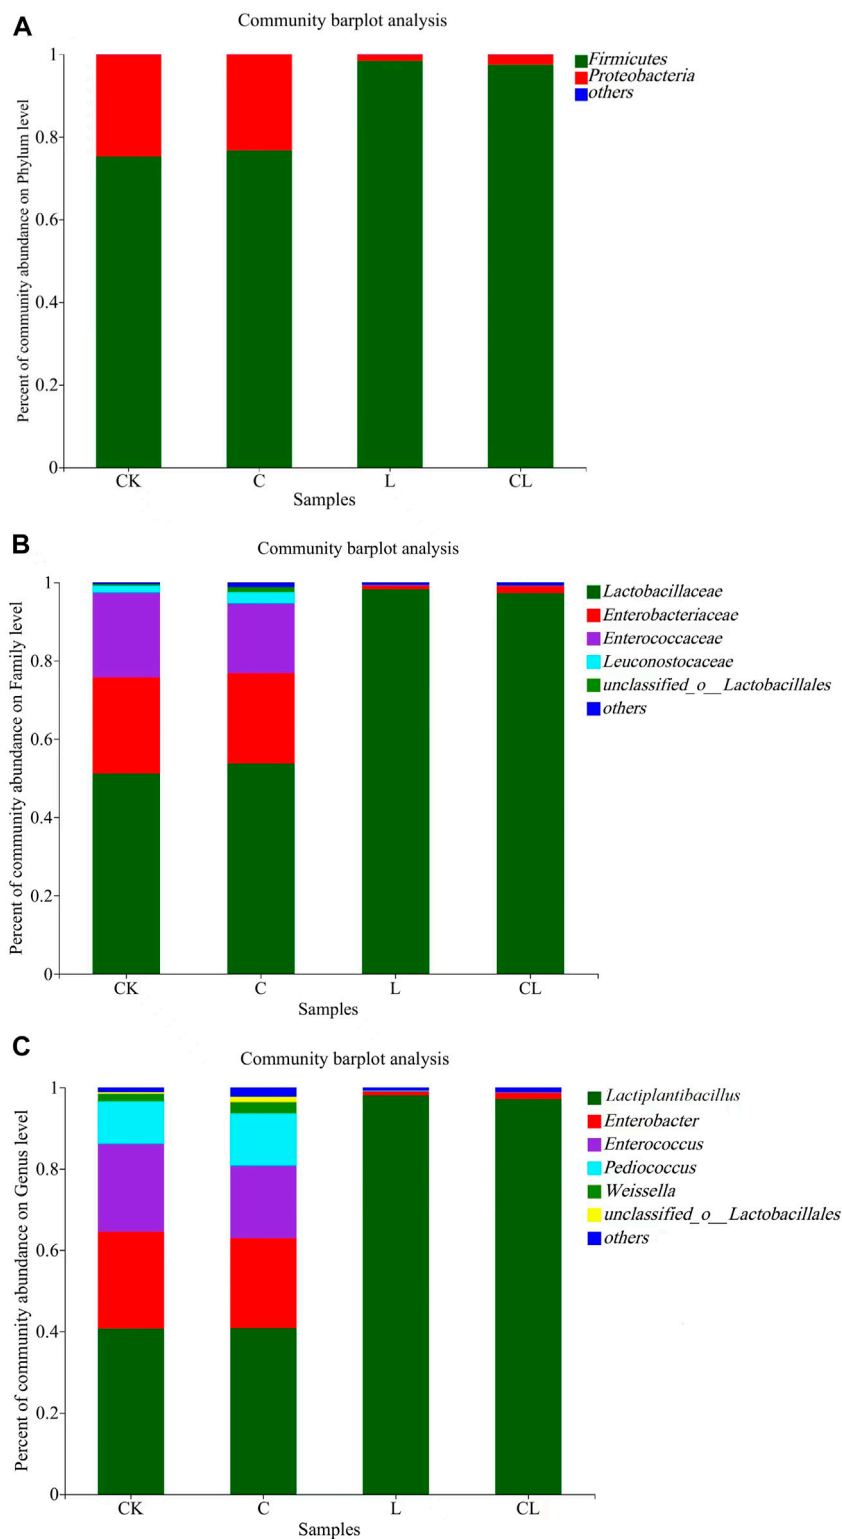 A
Community barplot analysis
Percent of community abundance on Phylum level
1
0.8
0.6
0.4
0.2
0
CK C L CL
Samples
Firmicutes
Proteobacteria
others
B
Community barplot analysis
Percent of community abundance on Family level
1
0.8
0.6
0.4
0.2
0
CK C L CL
Samples
Lactobacillaceae
Enterobacteriaceae
Enterococcaceae
Leuconostocaceae
unclassified_o__Lactobacillales
others
C
Community barplot analysis
Percent of community abundance on Genus level
1
0.8
0.6
0.4
0.2
0
CK C L CL
Samples
Lactiplantibacillus
Enterobacter
Enterococcus
Pediococcus
Weissella
unclassified_o__Lactobacillales
others